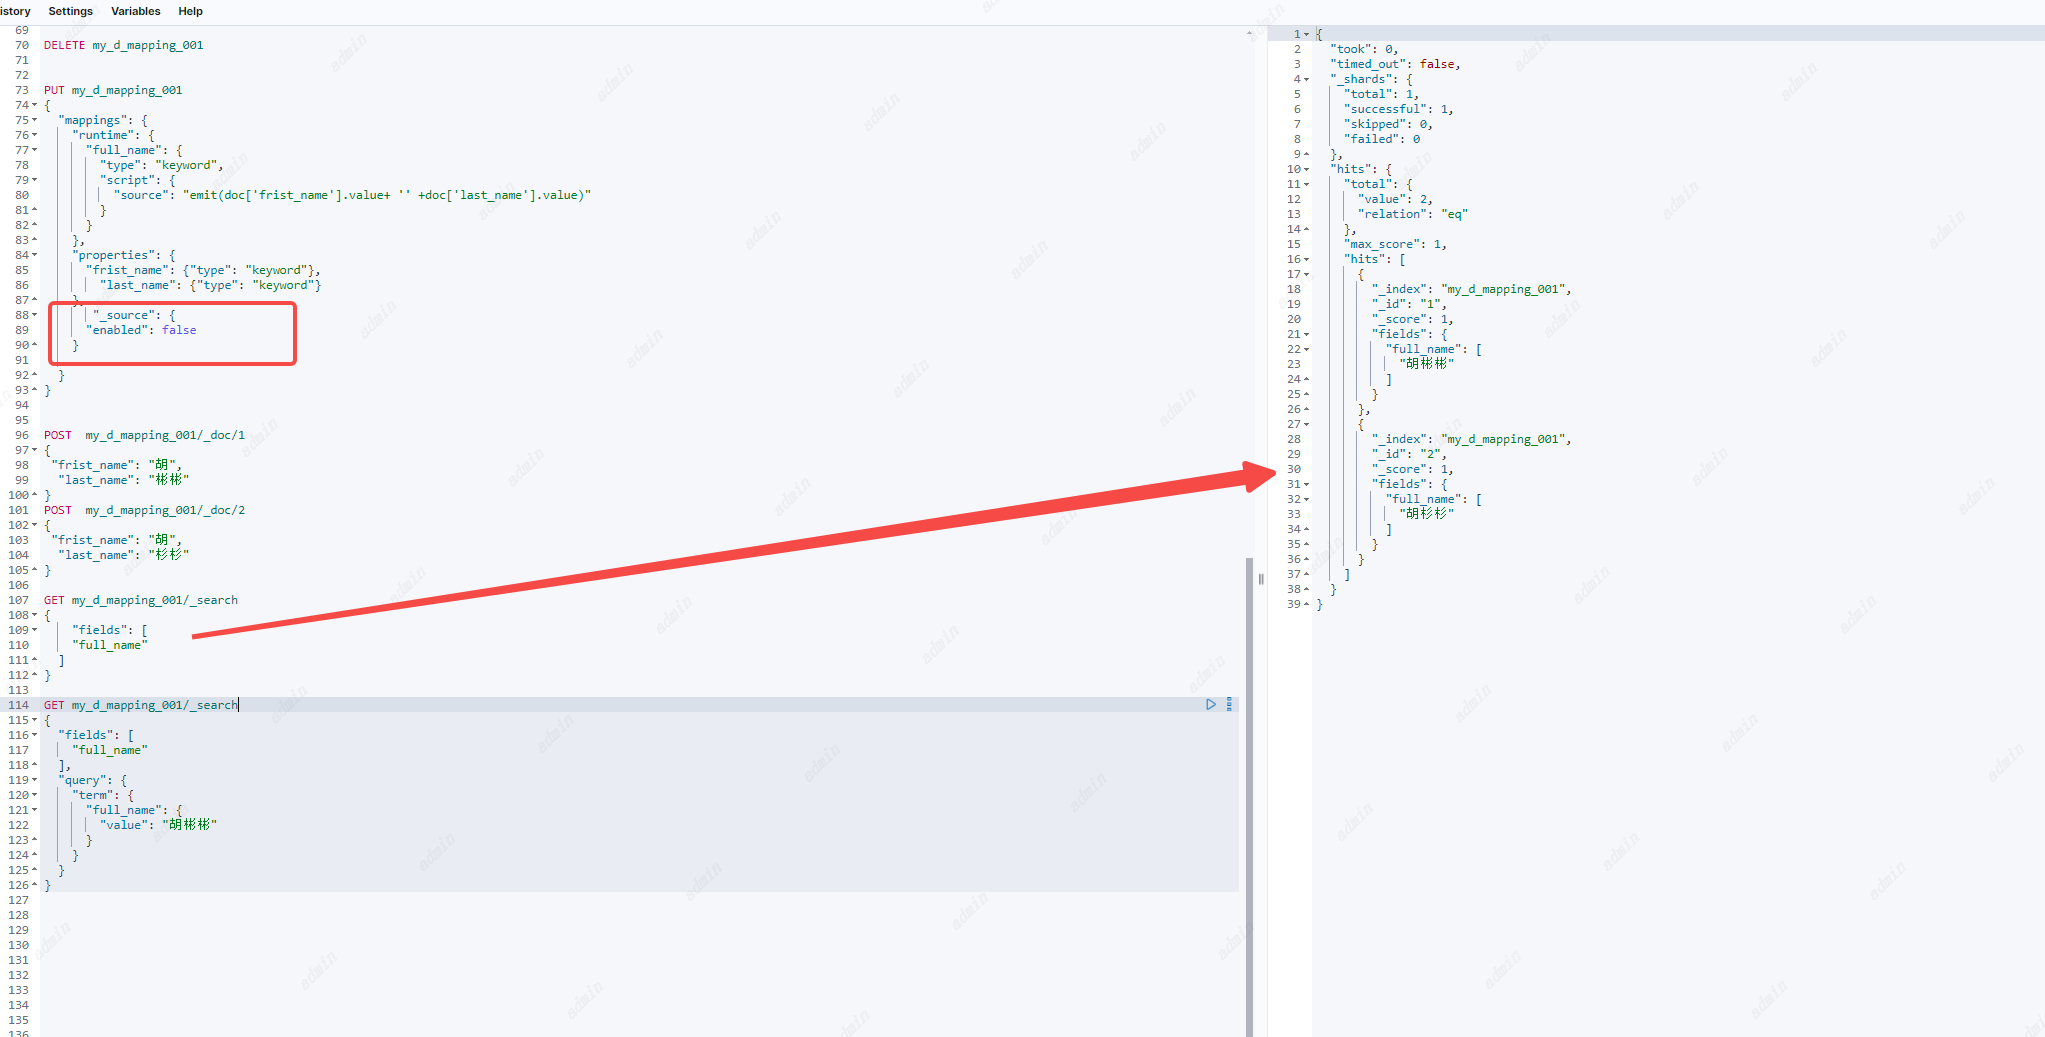 istory Settings Variables Help
69
70 DELETE my_d_mapping_001
71
72
73 PUT my_d_mapping_001
74 {
75 "mappings": {
76 "runtime": {
77 "full_name": {
78 "type": "keyword",
79 "script": {
80 "source": "emit(doc['frist_name'].value+ '' +doc['last_name'].value)"
81 }
82 }
83 },
84 "properties": {
85 "frist_name": {"type": "keyword"},
86 "last_name": {"type": "keyword"}
87 },
88 "_source": {
89 "enabled": false
90 }
91
92 }
93 }
94
95
96 POST my_d_mapping_001/_doc/1
97 {
98 "frist_name": "胡",
99 "last_name": "彬彬"
100 }
101 POST my_d_mapping_001/_doc/2
102 {
103 "frist_name": "胡",
104 "last_name": "杉杉"
105 }
106
107 GET my_d_mapping_001/_search
108 {
109 "fields": [
110 "full_name"
111 ]
112 }
113
114 GET my_d_mapping_001/_search
115 {
116 "fields": [
117 "full_name"
118 ],
119 "query": {
120 "term": {
121 "full_name": {
122 "value": "胡彬彬"
123 }
124 }
125 }
126 }
127
128
129
130
131
132
133
134
135
136
1 {
2 "took": 0,
3 "timed_out": false,
4 "_shards": {
5 "total": 1,
6 "successful": 1,
7 "skipped": 0,
8 "failed": 0
9 },
10 "hits": {
11 "total": {
12 "value": 2,
13 "relation": "eq"
14 },
15 "max_score": 1,
16 "hits": [
17 {
18 "_index": "my_d_mapping_001",
19 "_id": "1",
20 "_score": 1,
21 "fields": {
22 "full_name": [
23 "胡彬彬"
24 ]
25 }
26 },
27 {
28 "_index": "my_d_mapping_001",
29 "_id": "2",
30 "_score": 1,
31 "fields": {
32 "full_name": [
33 "胡杉杉"
34 ]
35 }
36 }
37 ]
38 }
39 }
admin